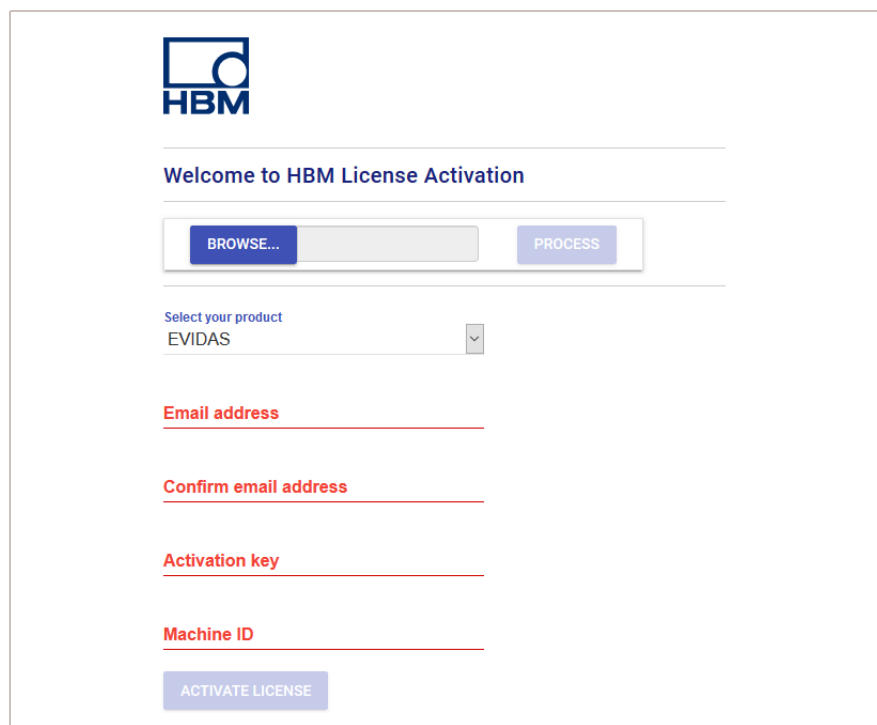 HBM
Welcome to HBM License Activation
BROWSE...
PROCESS
Select your product
EVIDAS
Email address
Confirm email address
Activation key
Machine ID
ACTIVATE LICENSE